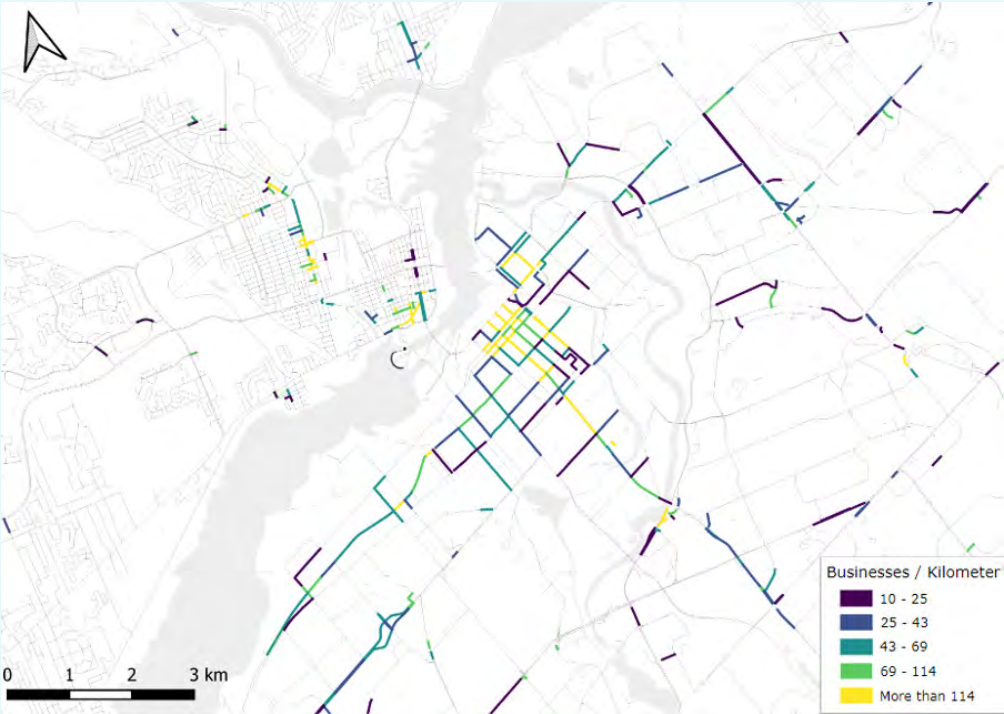 Businesses / Kilometer
10 - 25
25 - 43
43 - 69
69 - 114
More than 114
0 1 2 3 km